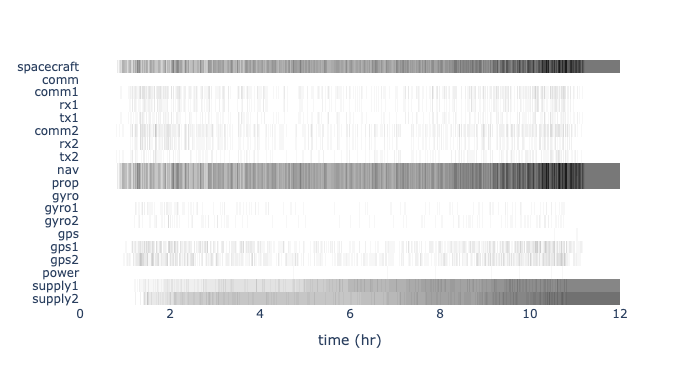 spacecraft
comm
comm1
rx1
tx1
comm2
rx2
tx2
nav
prop
gyro
gyro1
gyro2
gps
gps1
gps2
power
supply1
supply2
0 2 4 6 8 10 12
time (hr)